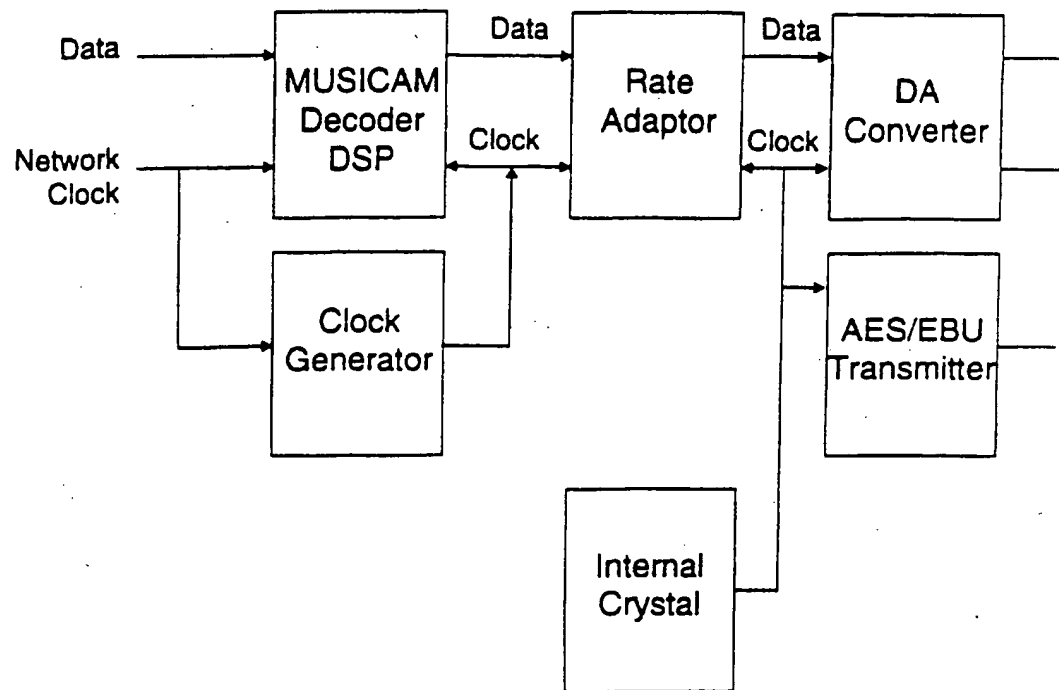 Data
Network
Clock
MUSICAM
Decoder
DSP
Data
Clock
Rate
Adaptor
Data
Clock
DA
Converter
Clock
Generator
AES/EBU
Transmitter
Internal
Crystal